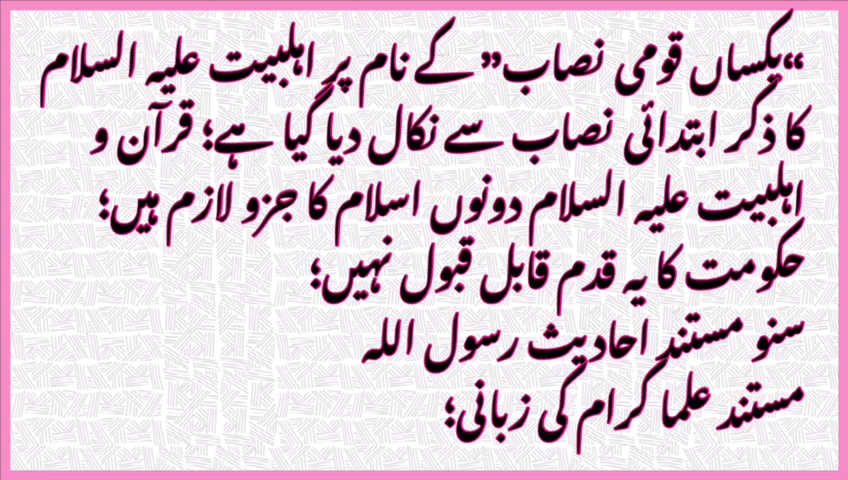 “یکساں قومی نصاب” کے نام پر اہلبیت علیہ السلام
کا ذکر ابتدائی نصاب سے نکال دیا گیا ہے؛ قرآن و
اہلبیت علیہ السلام دونوں اسلام کا جزو لازم ہیں؛
حکومت کا یہ قدم قابل قبول نہیں؛
سنو مستند احادیث رسول اللہ
مستند علما کرام کی زبانی؛